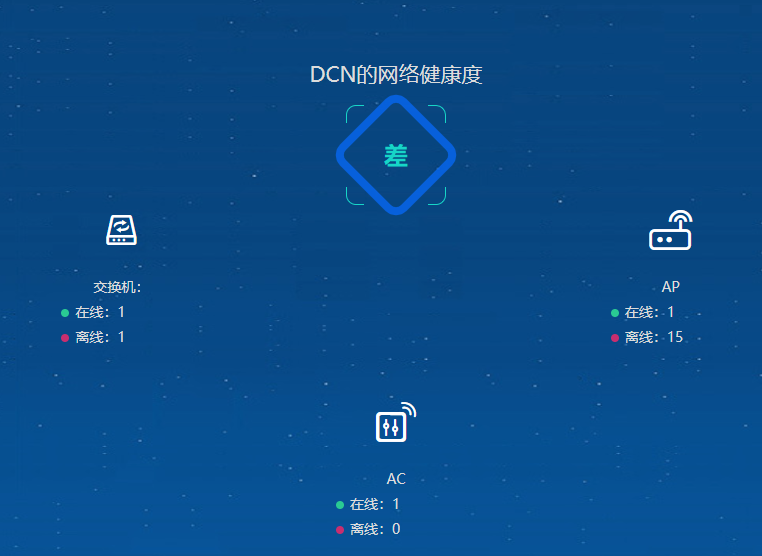 DCN的网络健康度
差
交换机:
在线: 1
离线: 1
AP
在线: 1
离线: 15
AC
在线: 1
离线: 0